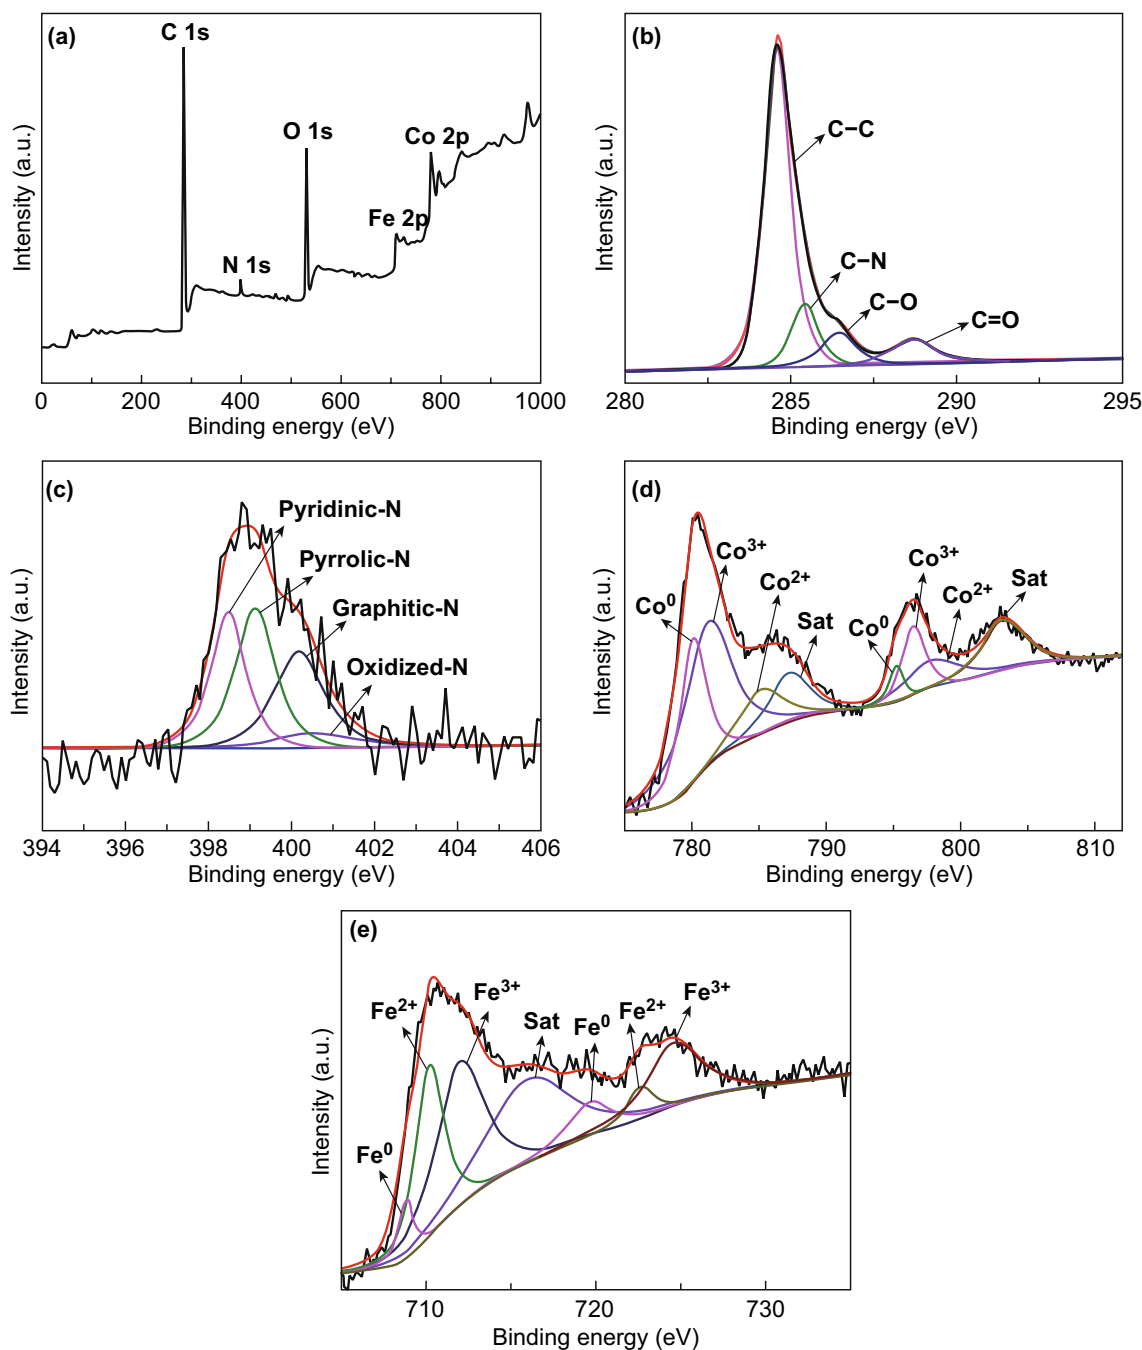 (a)
C 1s
N 1s
O 1s
Fe 2p
Co 2p
Intensity (a.u.)
0 200 400 600 800 1000
Binding energy (eV)
(b)
C−C
C−N
C−O
C=O
Intensity (a.u.)
280 285 290 295
Binding energy (eV)
(c)
Pyridinic-N
Pyrrolic-N
Graphitic-N
Oxidized-N
Intensity (a.u.)
394 396 398 400 402 404 406
Binding energy (eV)
(d)
Co⁰
Co³⁺
Co²⁺
Sat
Co⁰
Co³⁺
Co²⁺
Sat
Intensity (a.u.)
780 790 800 810
Binding energy (eV)
(e)
Fe⁰
Fe²⁺
Fe³⁺
Sat
Fe⁰
Fe²⁺
Fe³⁺
Intensity (a.u.)
710 720 730
Binding energy (eV)